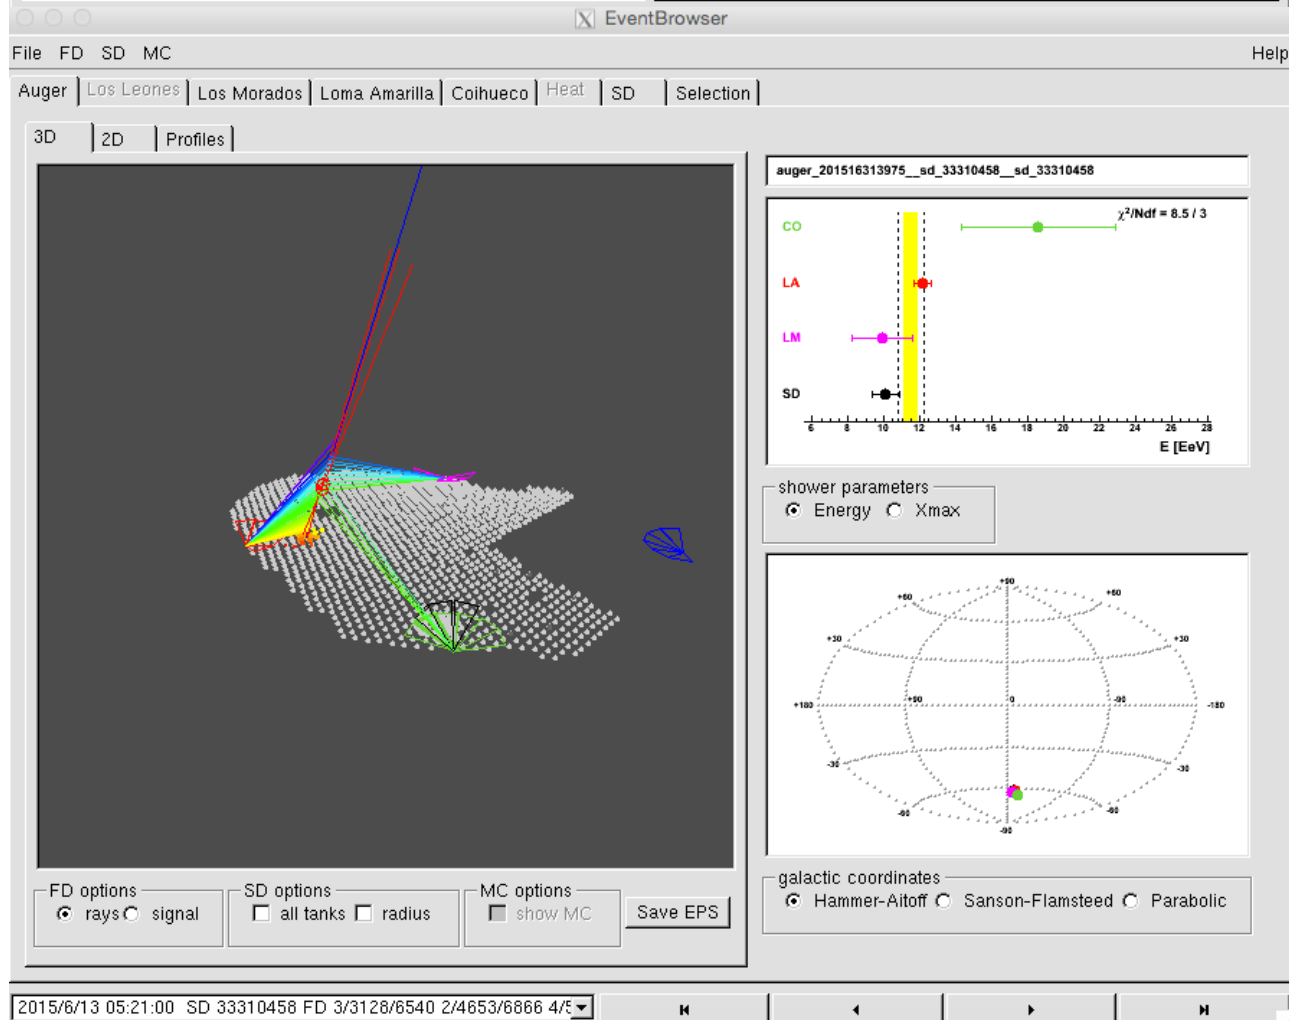 EventBrowser
File FD SD MC Help
Auger Los Leones Los Morados Loma Amarilla Coihueco Heat SD Selection
3D 2D Profiles
auger_201516313975__sd_33310458__sd_33310458
χ²/Ndf = 8.5 / 3
CO
LA
LM
SD
6 8 10 12 14 16 18 20 22 24 26 28
E [EeV]
shower parameters
Energy Xmax
+90
+60 +60
+30 +30
+180 +90 0 -90 -180
-30 -30
-60 -60
-90
FD options
rays signal
SD options
all tanks radius
MC options
show MC
Save EPS
galactic coordinates
Hammer-Aitoff Sanson-Flamsteed Parabolic
2015/6/13 05:21:00 SD 33310458 FD 3/3128/6540 2/4653/6866